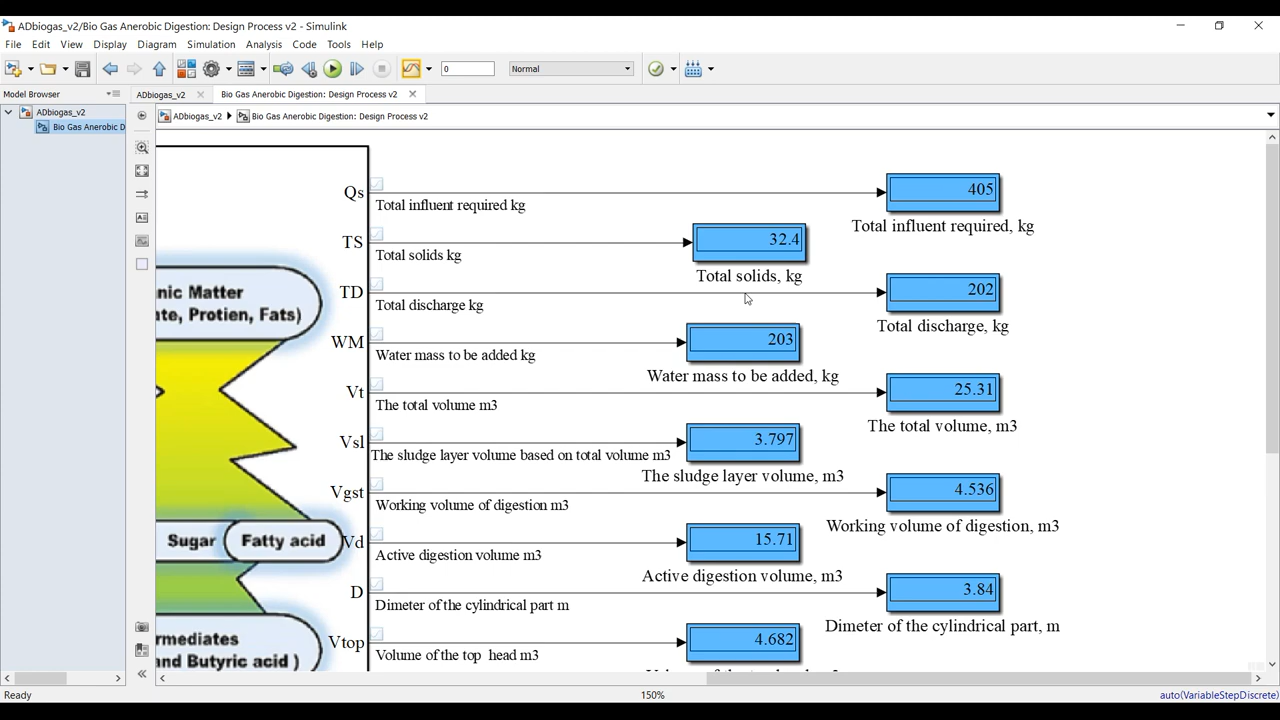 ADbiogas_v2/Bio Gas Anerobic Digestion: Design Process v2 - Simulink
File Edit View Display Diagram Simulation Analysis Code Tools Help
0 Normal
Model Browser
ADbiogas_v2
Bio Gas Anerobic Digestion: Design Process v2
ADbiogas_v2
Bio Gas Anerobic D
ADbiogas_v2 Bio Gas Anerobic Digestion: Design Process v2
Qs
Total influent required kg
405
Total influent required, kg
TS
Total solids kg
32.4
Total solids, kg
nic Matter
te, Protien, Fats)
TD
Total discharge kg
202
Total discharge, kg
WM
Water mass to be added kg
203
Water mass to be added, kg
Vt
The total volume m3
25.31
The total volume, m3
Vsl
The sludge layer volume based on total volume m3
3.797
The sludge layer volume, m3
Vgst
Working volume of digestion m3
4.536
Working volume of digestion, m3
Sugar
Fatty acid
Vd
Active digestion volume m3
15.71
Active digestion volume, m3
D
Dimeter of the cylindrical part m
3.84
Dimeter of the cylindrical part, m
rmediates
and Butyric acid )
Vtop
Volume of the top head m3
4.682
Ready
150%
auto(VariableStepDiscrete)